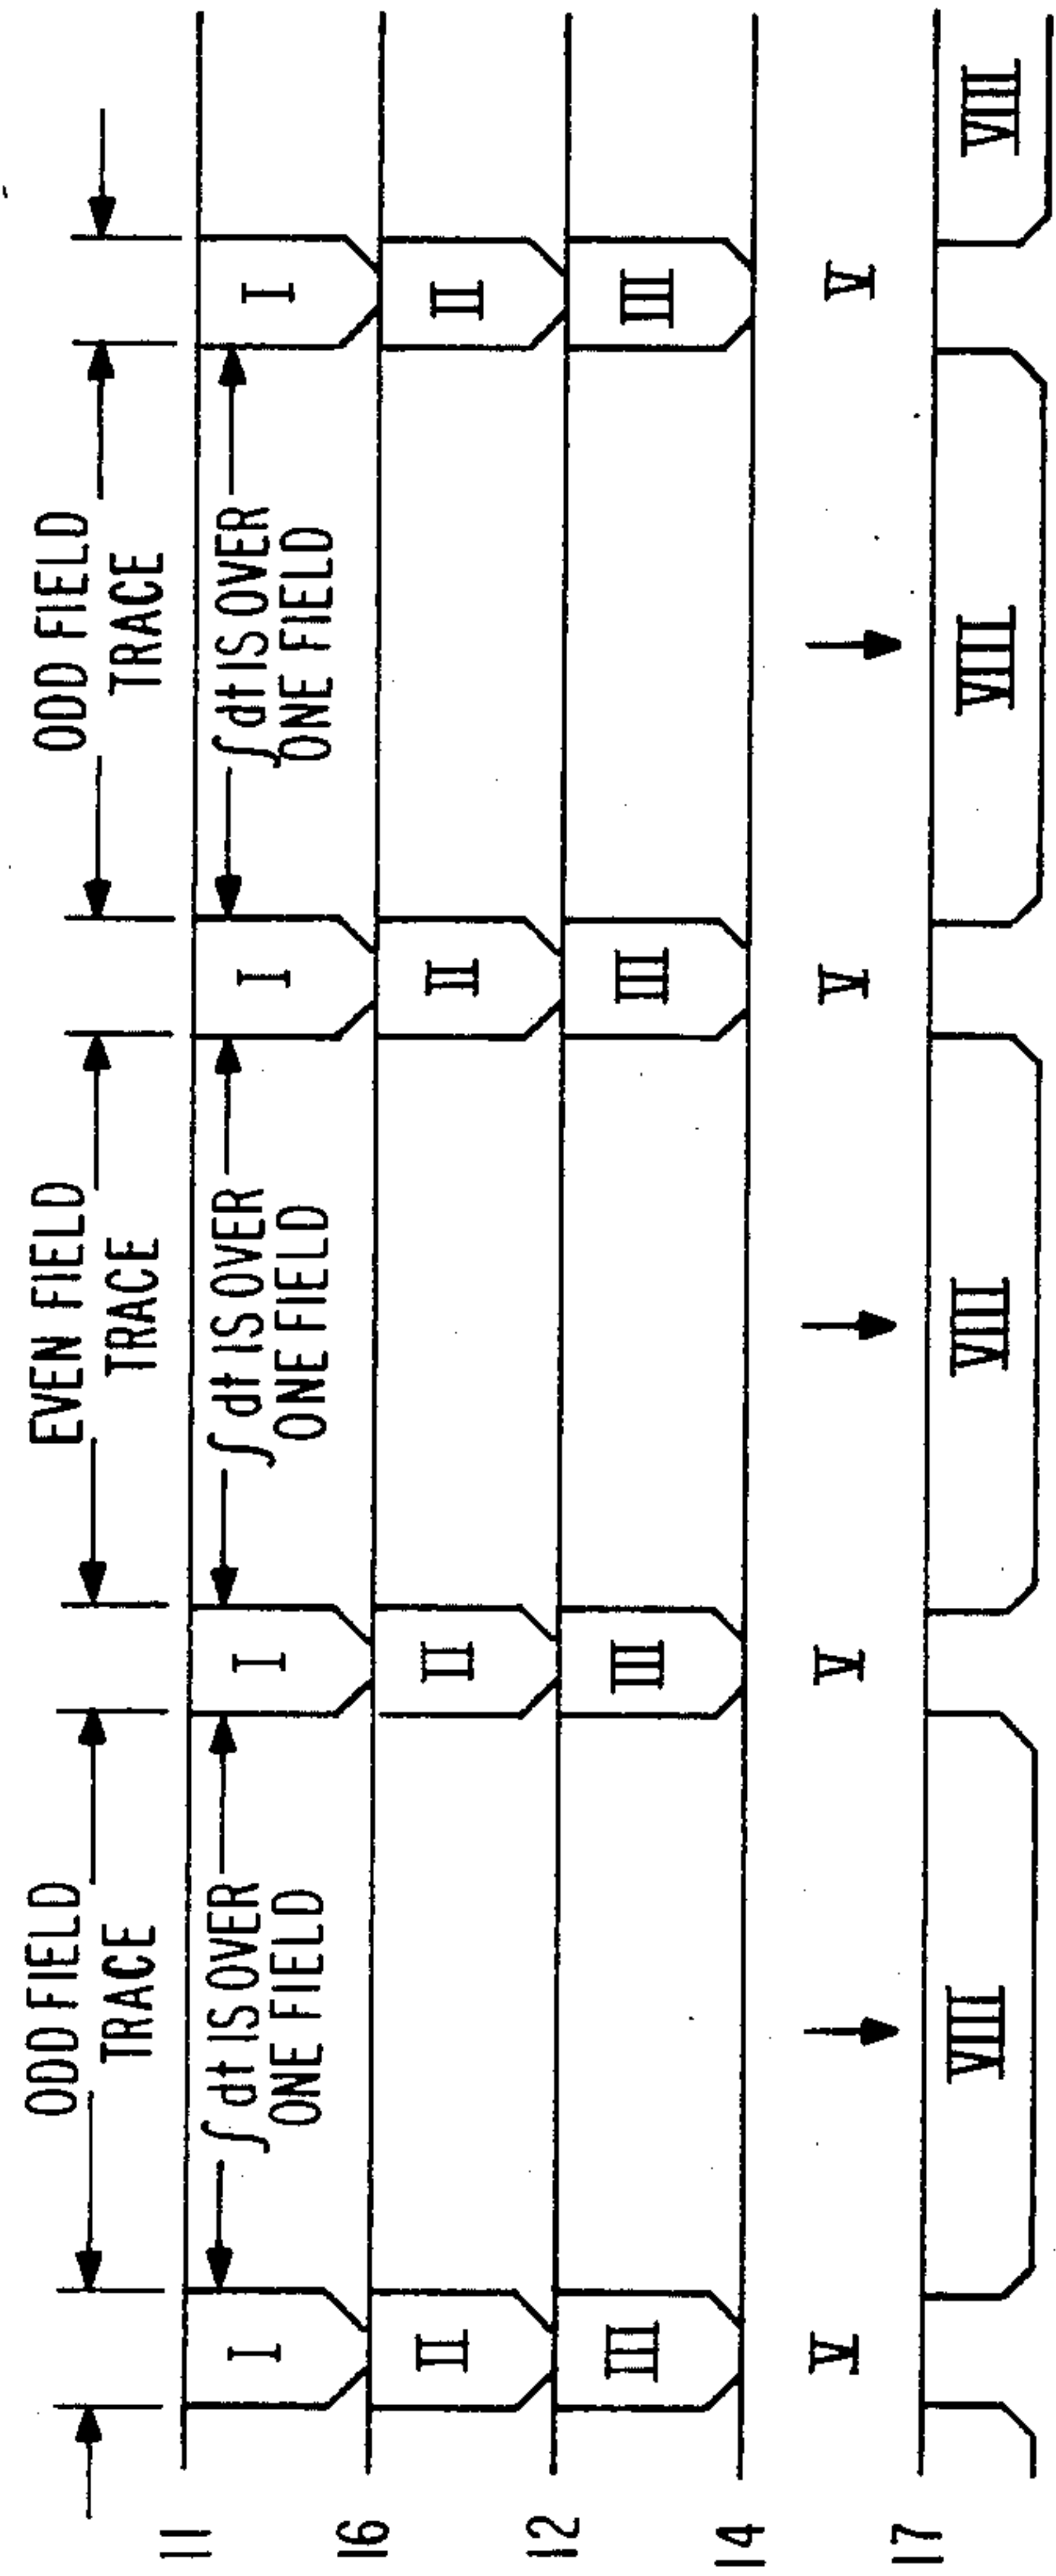 ODD FIELD
TRACE
EVEN FIELD
TRACE
ODD FIELD
TRACE
11
I
∫ dt IS OVER
ONE FIELD
I
∫ dt IS OVER
ONE FIELD
I
∫ dt IS OVER
ONE FIELD
I
16
II
II
II
II
12
III
III
III
III
14
V
V
V
V
17
VIII
VIII
VIII
VIII